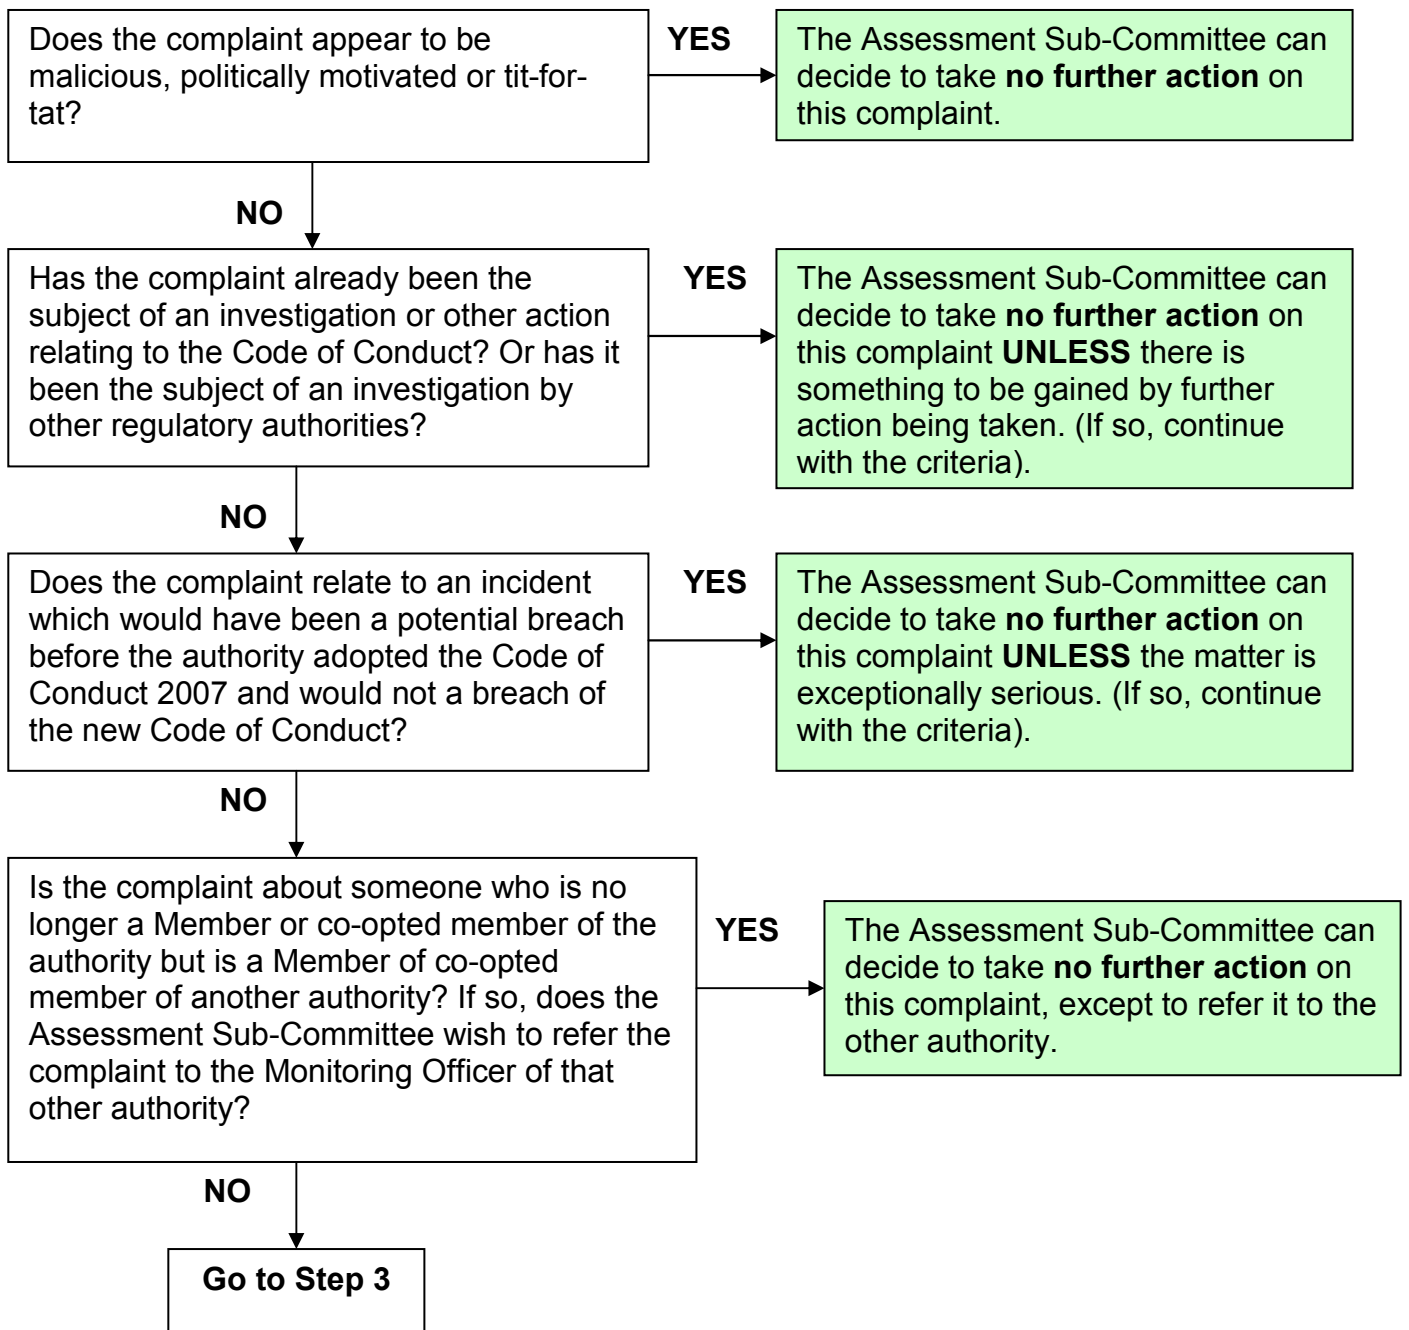 Does the complaint appear to be
malicious, politically motivated or tit-for-
tat?
YES
The Assessment Sub-Committee can
decide to take no further action on
this complaint.
NO
Has the complaint already been the
subject of an investigation or other action
relating to the Code of Conduct? Or has it
been the subject of an investigation by
other regulatory authorities?
YES
The Assessment Sub-Committee can
decide to take no further action on
this complaint UNLESS there is
something to be gained by further
action being taken. (If so, continue
with the criteria).
NO
Does the complaint relate to an incident
which would have been a potential breach
before the authority adopted the Code of
Conduct 2007 and would not a breach of
the new Code of Conduct?
YES
The Assessment Sub-Committee can
decide to take no further action on
this complaint UNLESS the matter is
exceptionally serious. (If so, continue
with the criteria).
NO
Is the complaint about someone who is no
longer a Member or co-opted member of the
authority but is a Member of co-opted
member of another authority? If so, does the
Assessment Sub-Committee wish to refer the
complaint to the Monitoring Officer of that
other authority?
YES
The Assessment Sub-Committee can
decide to take no further action on
this complaint, except to refer it to the
other authority.
NO
Go to Step 3